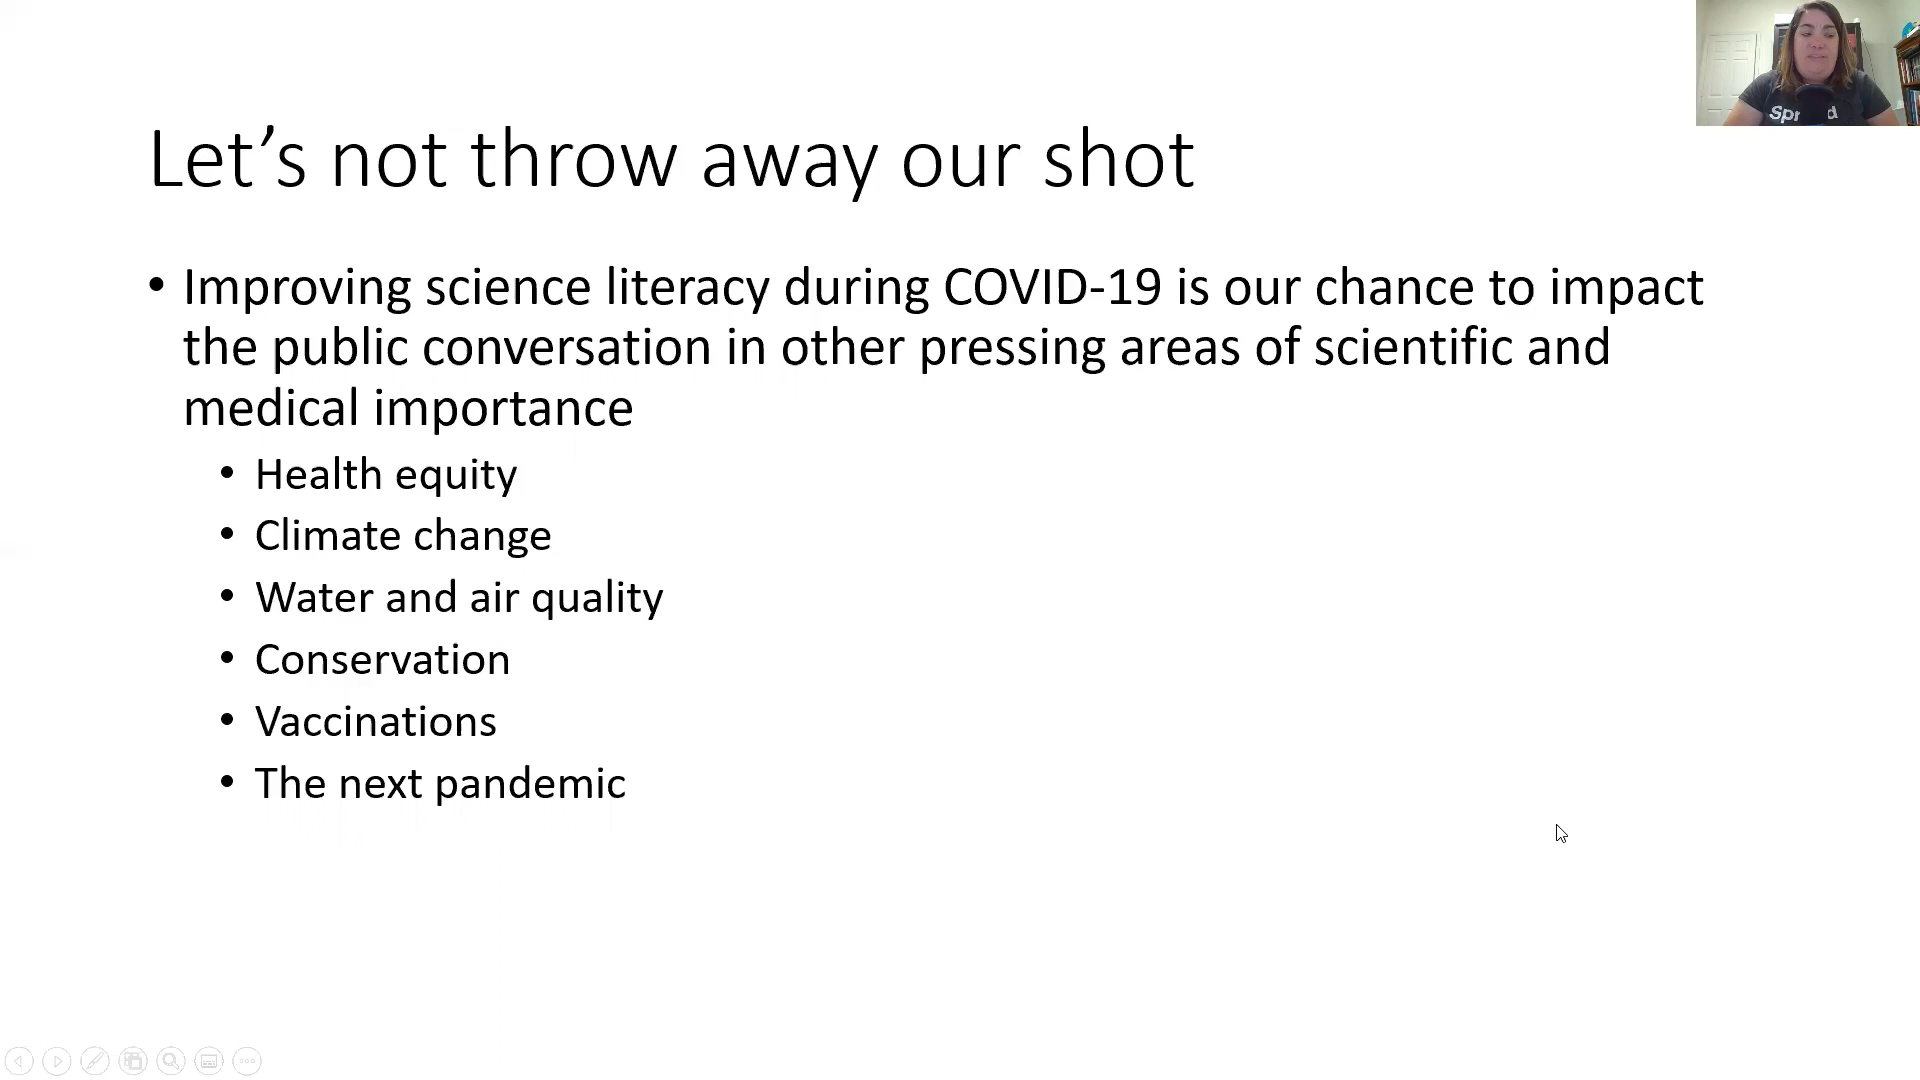 Let’s not throw away our shot
• Improving science literacy during COVID-19 is our chance to impact
the public conversation in other pressing areas of scientific and
medical importance
• Health equity
• Climate change
• Water and air quality
• Conservation
• Vaccinations
• The next pandemic